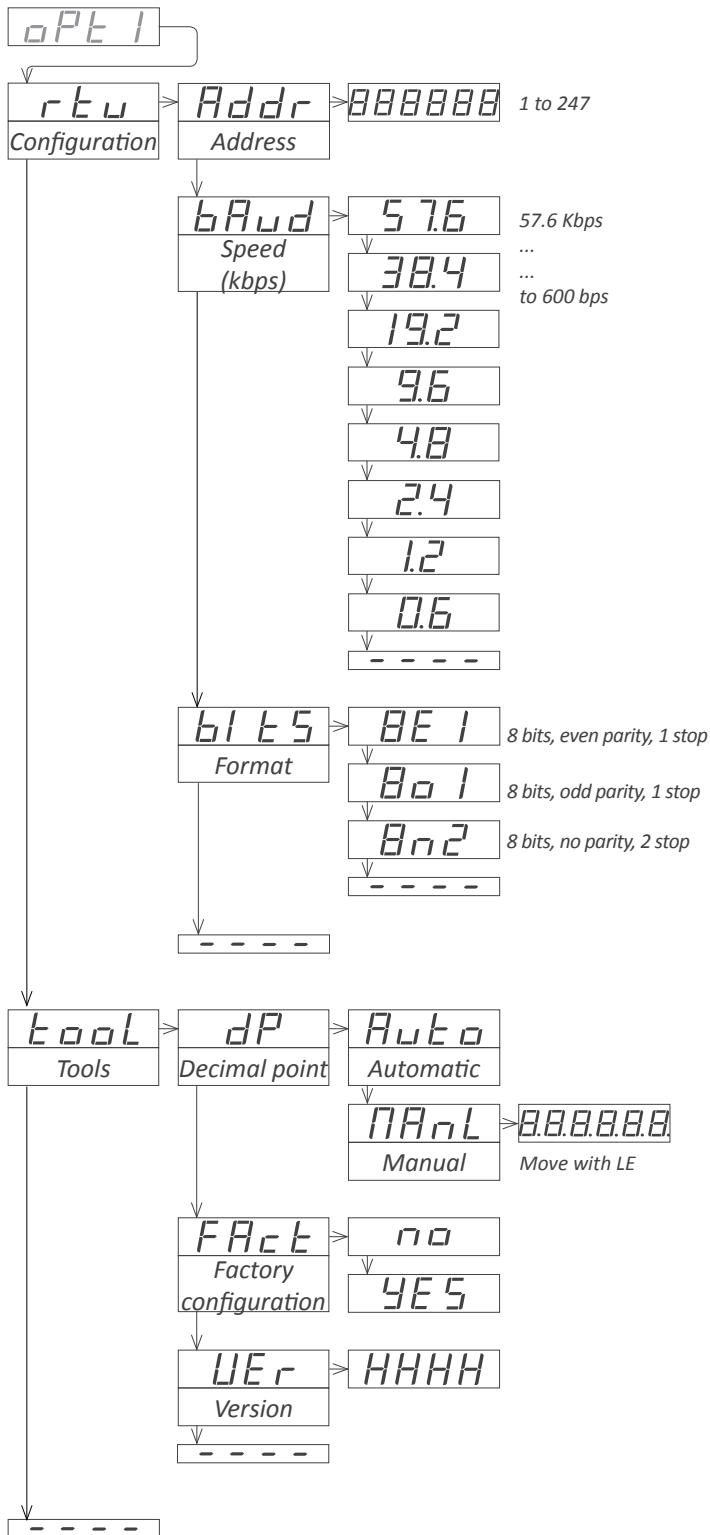 oPt1
rtu
Configuration
Addr
Address
888888
1 to 247
bAud
Speed
(kbps)
57.6
57.6 Kbps
...
...
to 600 bps
38.4
19.2
9.6
4.8
2.4
1.2
0.6
- - - -
bItS
Format
8E1
8 bits, even parity, 1 stop
8o1
8 bits, odd parity, 1 stop
8n2
8 bits, no parity, 2 stop
- - - -
- - - -
tooL
Tools
dP
Decimal point
Auto
Automatic
MAnL
Manual
8.8.8.8.8.8.
Move with LE
FAct
Factory
configuration
no
YES
VEr
Version
HHHH
- - - -
- - - -